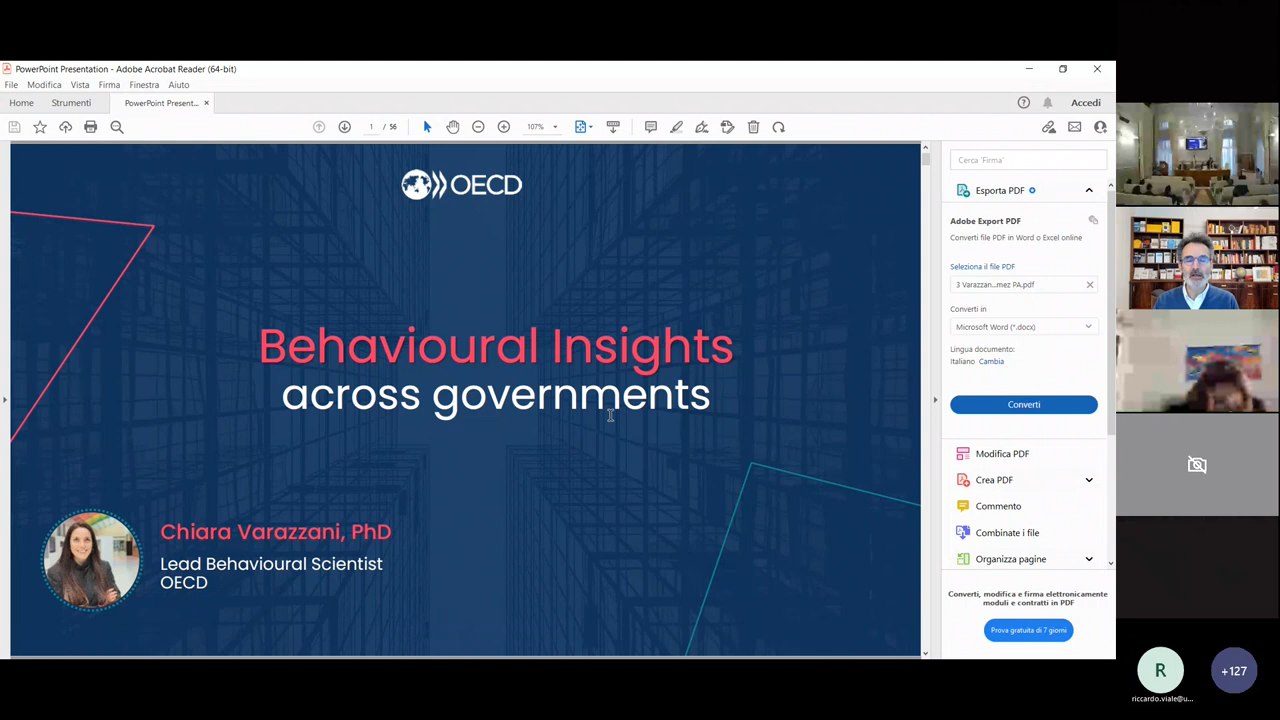 PowerPoint Presentation - Adobe Acrobat Reader (64-bit)
File Modifica Vista Firma Finestra Aiuto
Home Strumenti PowerPoint Present... × Accedi
1 / 56 107%
OECD
Behavioural Insights
across governments
Chiara Varazzani, PhD
Lead Behavioural Scientist
OECD
Cerca 'Firma'
Esporta PDF
Adobe Export PDF
Converti file PDF in Word o Excel online
Seleziona il file PDF
3 Varazzan...mez PA.pdf
Converti in
Microsoft Word (*.docx)
Lingua documento:
Italiano Cambia
Converti
Modifica PDF
Crea PDF
Commento
Combinate i file
Organizza pagine
Converti, modifica e firma elettronicamente
moduli e contratti in PDF
Prova gratuita di 7 giorni
R
+127
riccardo.viale@u...